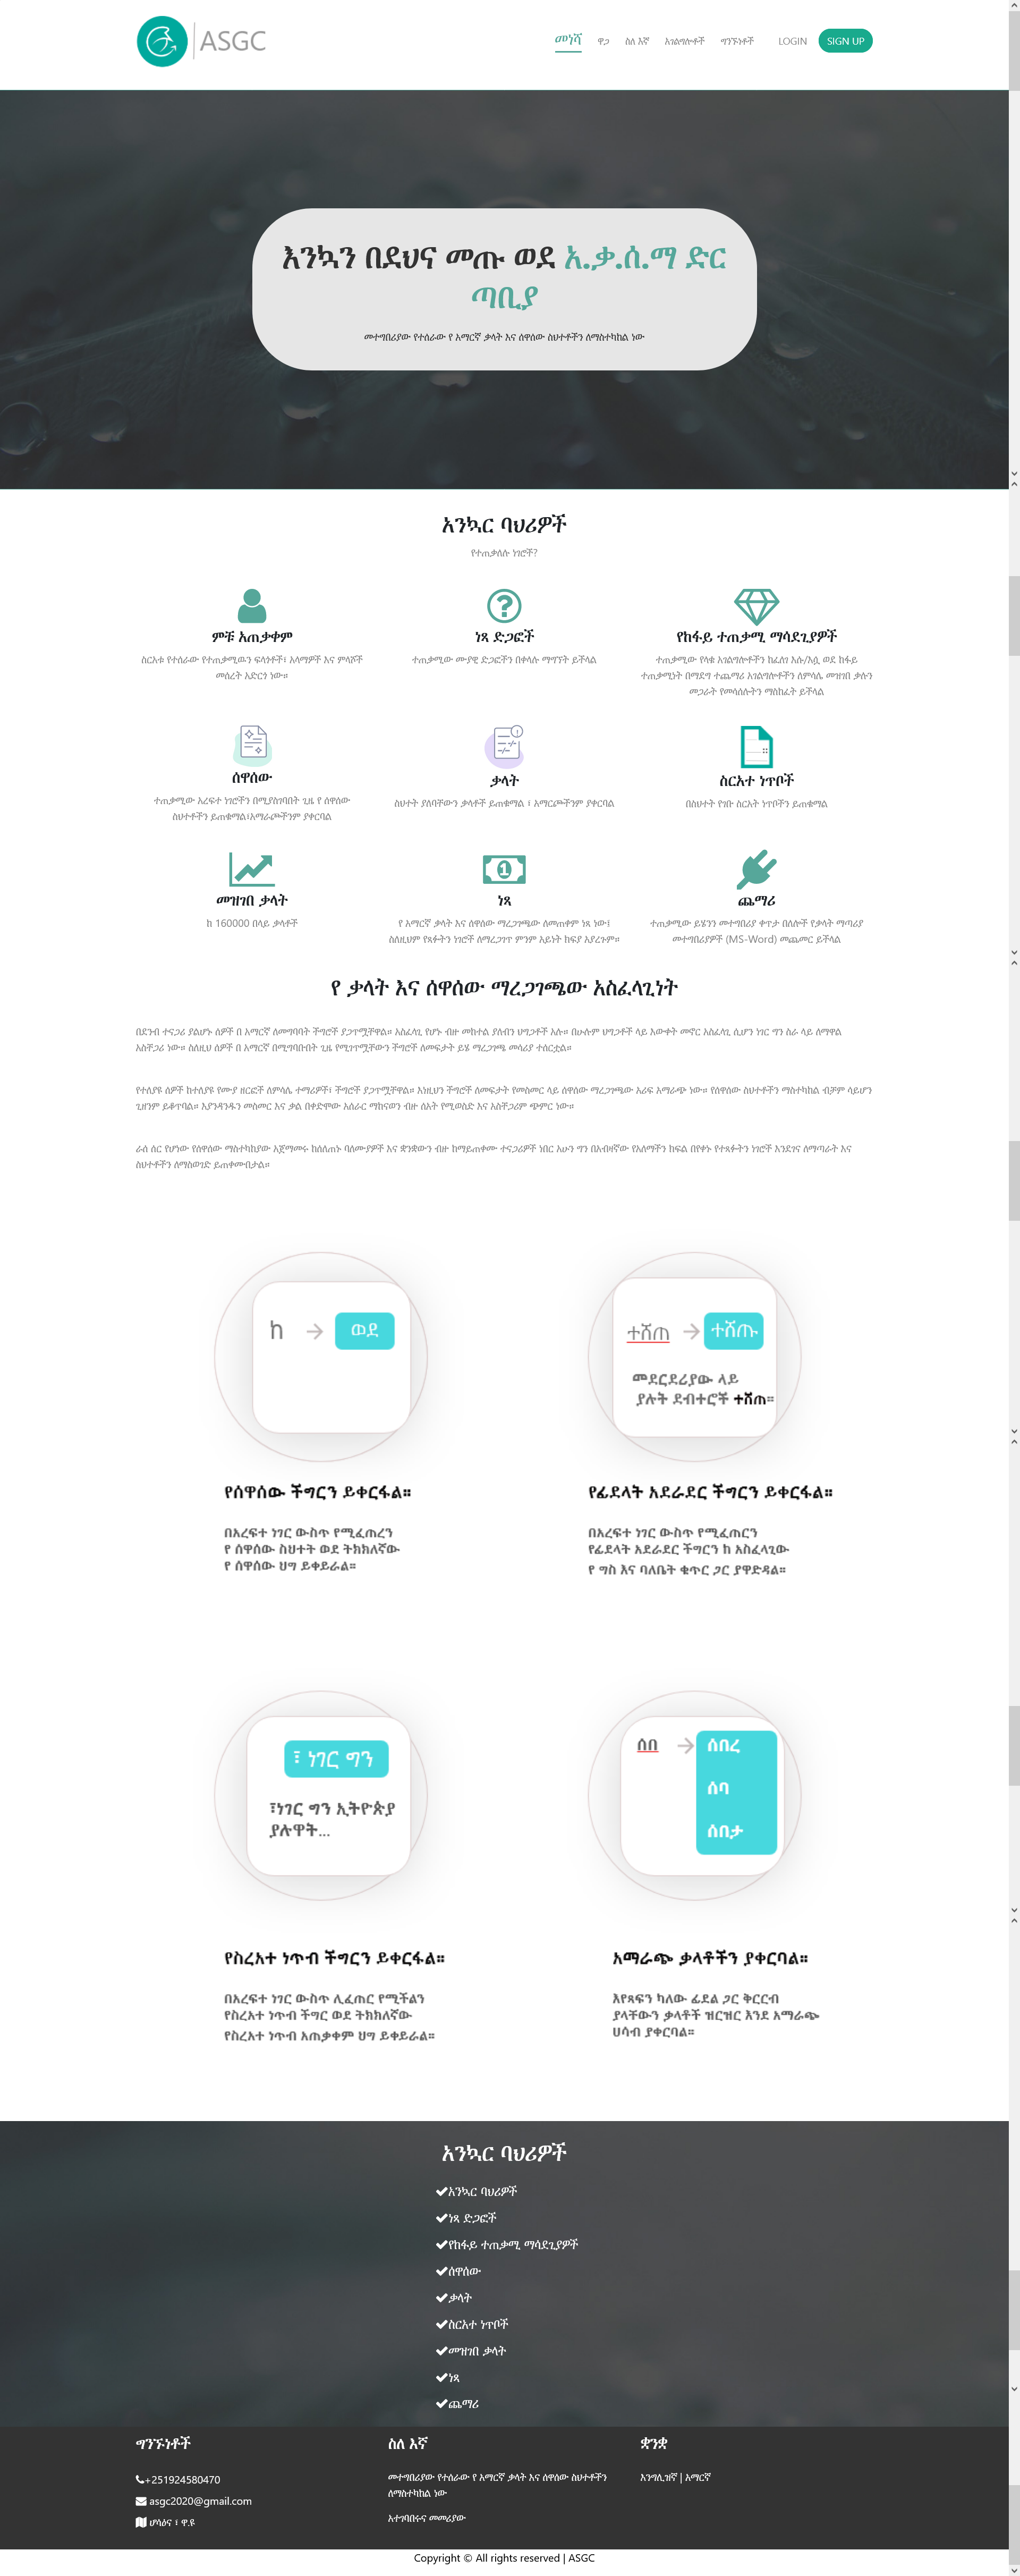 ASGC
መነሻ ዋጋ ስለ እኛ አገልግሎቶች ግንኙነቶች LOGIN SIGN UP
እንኳን በደህና መጡ ወደ አ.ቃ.ሰ.ማ ድር
ጣቢያ
መተግበሪያው የተሰራው የ አማርኛ ቃላት እና ሰዋሰው ስህተቶችን ለማስተካከል ነው
አንኳር ባህሪዎች
የተጠቃለሉ ነገሮች?
ምቹ አጠቃቀም
ስርአቱ የተሰራው የተጠቃሚዉን ፍላጎቶች፣ አላማዎች እና ምላሾች
መሰረት አድርጎ ነው።
ነጻ ድጋፎች
ተጠቃሚው ሙያዊ ድጋፎችን በቀላሉ ማግኘት ይችላል
የከፋይ ተጠቃሚ ማሳደጊያዎች
ተጠቃሚው የላቁ አገልግሎቶችን ከፈለገ እሱ/እሷ ወደ ከፋይ
ተጠቃሚነት በማደግ ተጨማሪ አገልግሎቶችን ለምሳሌ መዝገበ ቃሉን
መጋራት የመሳሰሉትን ማስከፈት ይችላል
ሰዋሰው
ተጠቃሚው አረፍተ ነገሮችን በሚያስገባበት ጊዜ የ ሰዋሰው
ስህተቶችን ይጠቁማል፣አማራጮችንም ያቀርባል
ቃላት
ስህተት ያለባቸውን ቃላቶች ይጠቁማል ፣ አማርጮችንም ያቀርባል
ስርአተ ነጥቦች
በስህተት የገቡ ስርአት ነጥቦችን ይጠቁማል
መዝገበ ቃላት
ከ 160000 በላይ ቃላቶች
ነጻ
የ አማርኛ ቃላት እና ሰዋሰው ማረጋገጫው ለመጠቀም ነጻ ነው፤
ስለዚህም የጻፉትን ነገሮች ለማረጋገጥ ምንም አይነት ክፍያ አያረጉም።
ጨማሪ
ተጠቃሚው ይሄንን መተግበሪያ ቀጥታ በለሎች የቃላት ማጣሪያ
መተግበሪያዎች (MS-Word) መጨመር ይችላል
የ ቃላት እና ሰዋሰው ማረጋገጫው አስፈላጊነት
በደንብ ተናጋሪ ያልሆኑ ሰዎች በ አማርኛ ለመግባባት ችግሮች ያጋጥሟቸዋል። አስፈላጊ የሆኑ ብዙ መከተል ያለብን ህግጋቶች አሉ። በሁሉም ህግጋቶች ላይ እውቀት መኖር አስፈላጊ ሲሆን ነገር ግን ስራ ላይ ለማዋል
አስቸጋሪ ነው። ስለዚህ ሰዎች በ አማርኛ በሚግባቡበት ጊዜ የሚገጥሟቸውን ችግሮች ለመፍታት ይሄ ማረጋገጫ መሳሪያ ተሰርቷል።
የተለያዩ ሰዎች ከተለያዩ የሙያ ዘርፎች ለምሳሌ ተማሪዎች፣ ችግሮች ያጋጥሟቸዋል። እነዚህን ችግሮች ለመፍታት የመስመር ላይ ሰዋሰው ማረጋገጫው አሪፍ አማራጭ ነው። የሰዋሰው ስህተቶችን ማስተካከል ብቻም ሳይሆን
ጊዘንም ይቆጥባል። እያንዳንዱን መስመር እና ቃል በቀድሞው አሰራር ማከናወን ብዙ ሰአት የሚወስድ እና አስቸጋሪም ጭምር ነው።
ራሰ ሰር የሆነው የሰዋሰው ማስተካከያው እጀማመሩ ከሰለጠኑ ባለሙያዎች እና ቋንቋውን ብዙ ከማይጠቀሙ ተናጋሪዎች ነበር አሁን ግን በአብዛኛው የአለማችን ክፍል በየቀኑ የተጻፉትን ነገሮች እንደገና ለማጣራት እና
ስህተቶችን ለማስወገድ ይጠቀሙበታል።
ከ → ወደ
ተሸጠ → ተሸጡ
መደርደሪያው ላይ
ያሉት ደብተሮች ተሸጠ።
የሰዋሰው ችግርን ይቀርፋል።
በአረፍተ ነገር ውስጥ የሚፈጠረን
የ ሰዋሰው ስህተት ወደ ትክክለኛው
የ ሰዋሰው ህግ ይቀይራል።
የፊደላት አደራደር ችግርን ይቀርፋል።
በአረፍተ ነገር ውስጥ የሚፈጠርን
የፊደላት አደራደር ችግርን ከ አስፈላጊው
የ ግስ እና ባለቤት ቁጥር ጋር ያዋድዳል።
፣ ነገር ግን
፣ነገር ግን ኢትዮጵያ
ያሉዋት...
ሰበ → ሰበረ
ሰባ
ሰበታ
የስረአተ ነጥብ ችግርን ይቀርፋል።
በአረፍተ ነገር ውስጥ ሊፈጠር የሚችልን
የስረአተ ነጥብ ችግር ወደ ትክክለኛው
የስረአተ ነጥብ አጠቃቀም ህግ ይቀይራል።
አማራጭ ቃላቶችን ያቀርባል።
እየጻፍን ካለው ፊደል ጋር ቅርርብ
ያላቸውን ቃላቶች ዝርዝር እንደ አማራጭ
ሀሳብ ያቀርባል።
አንኳር ባህሪዎች
አንኳር ባህሪዎች
ነጻ ድጋፎች
የከፋይ ተጠቃሚ ማሳደጊያዎች
ሰዋሰው
ቃላት
ስርአተ ነጥቦች
መዝገበ ቃላት
ነጻ
ጨማሪ
ግንኙነቶች
+251924580470
asgc2020@gmail.com
ሆሳዕና ፣ ዋ.ዩ
ስለ እኛ
መተግበሪያው የተሰራው የ አማርኛ ቃላት እና ሰዋሰው ስህተቶችን
ለማስተካከል ነው
አተገባበሩና መመሪያው
ቋንቋ
እንግሊዝኛ | አማርኛ
Copyright © All rights reserved | ASGC